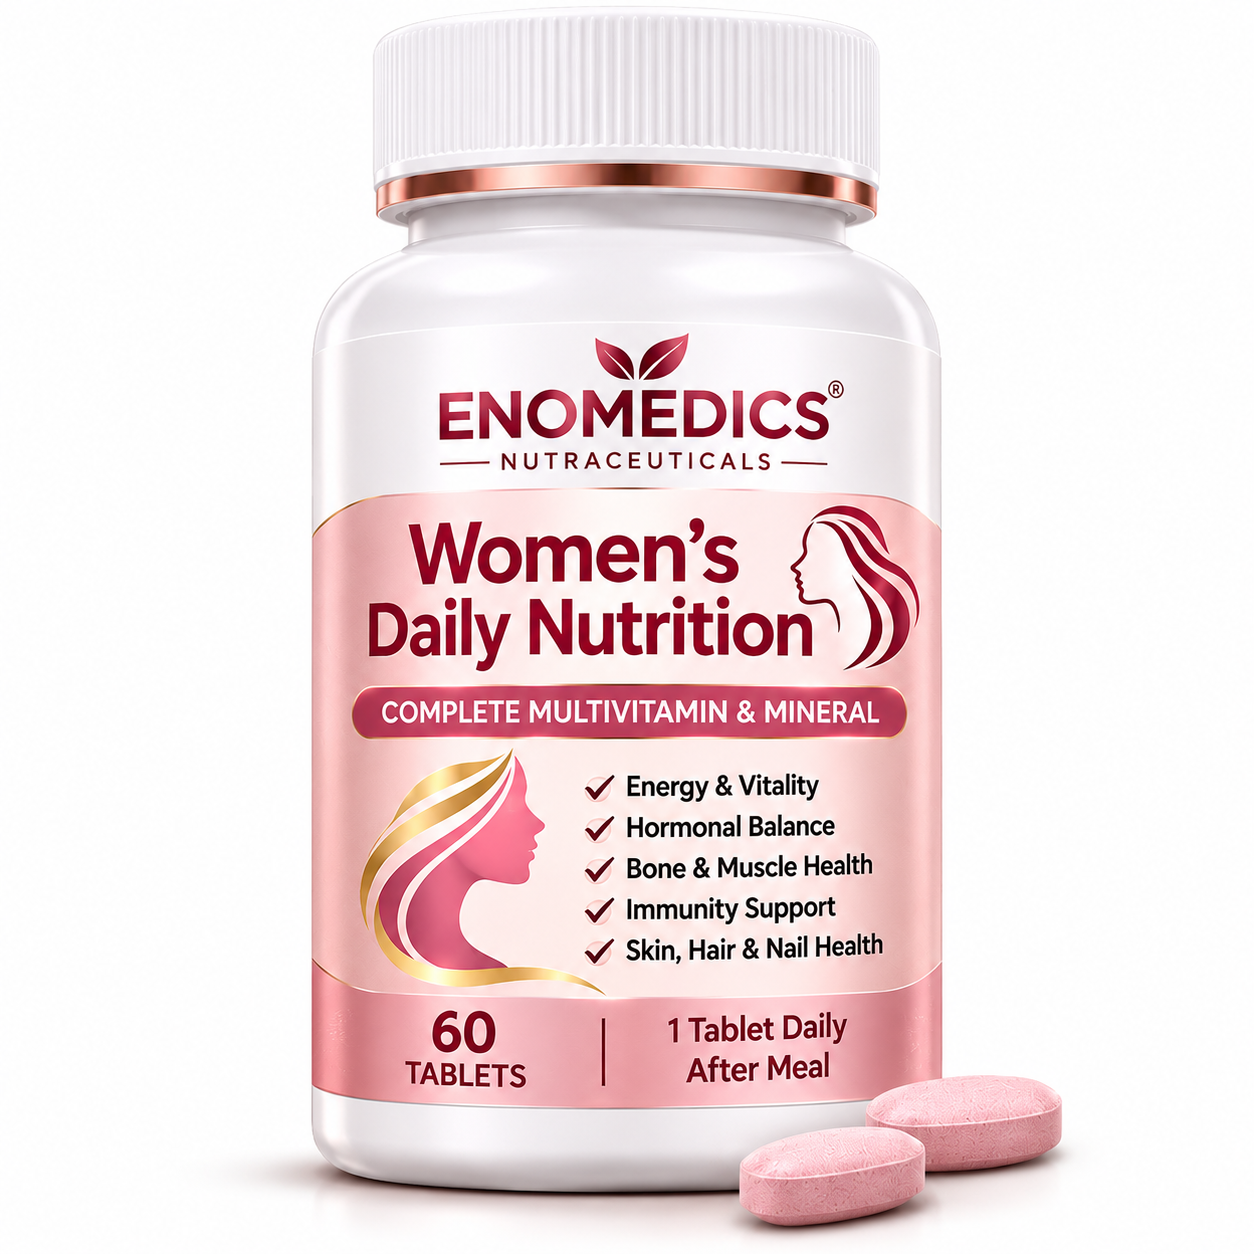 ENOMEDICS®
NUTRACEUTICALS
Women's
Daily Nutrition
COMPLETE MULTIVITAMIN & MINERAL
Energy & Vitality
Hormonal Balance
Bone & Muscle Health
Immunity Support
Skin, Hair & Nail Health
60
TABLETS
1 Tablet Daily
After Meal